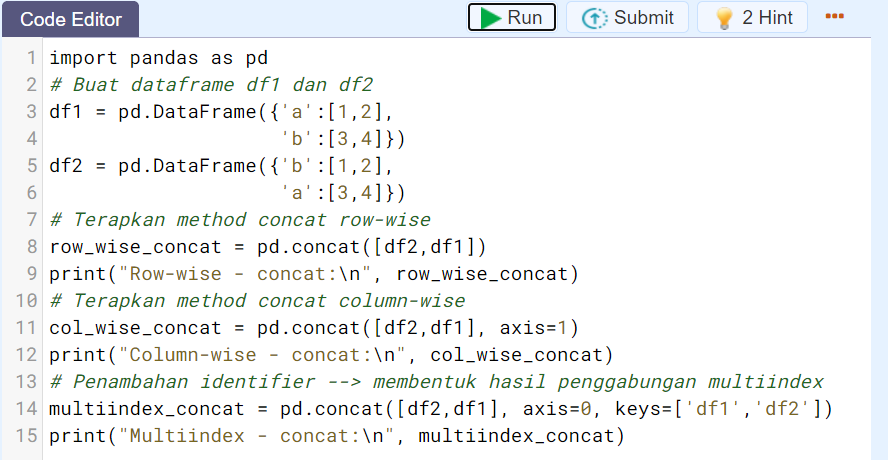 Code Editor
Run
Submit
2 Hint
1 import pandas as pd
2 # Buat dataframe df1 dan df2
3 df1 = pd.DataFrame({'a':[1,2],
4                     'b':[3,4]})
5 df2 = pd.DataFrame({'b':[1,2],
6                     'a':[3,4]})
7 # Terapkan method concat row-wise
8 row_wise_concat = pd.concat([df2,df1])
9 print("Row-wise - concat:\n", row_wise_concat)
10 # Terapkan method concat column-wise
11 col_wise_concat = pd.concat([df2,df1], axis=1)
12 print("Column-wise - concat:\n", col_wise_concat)
13 # Penambahan identifier --> membentuk hasil penggabungan multiindex
14 multiindex_concat = pd.concat([df2,df1], axis=0, keys=['df1','df2'])
15 print("Multiindex - concat:\n", multiindex_concat)